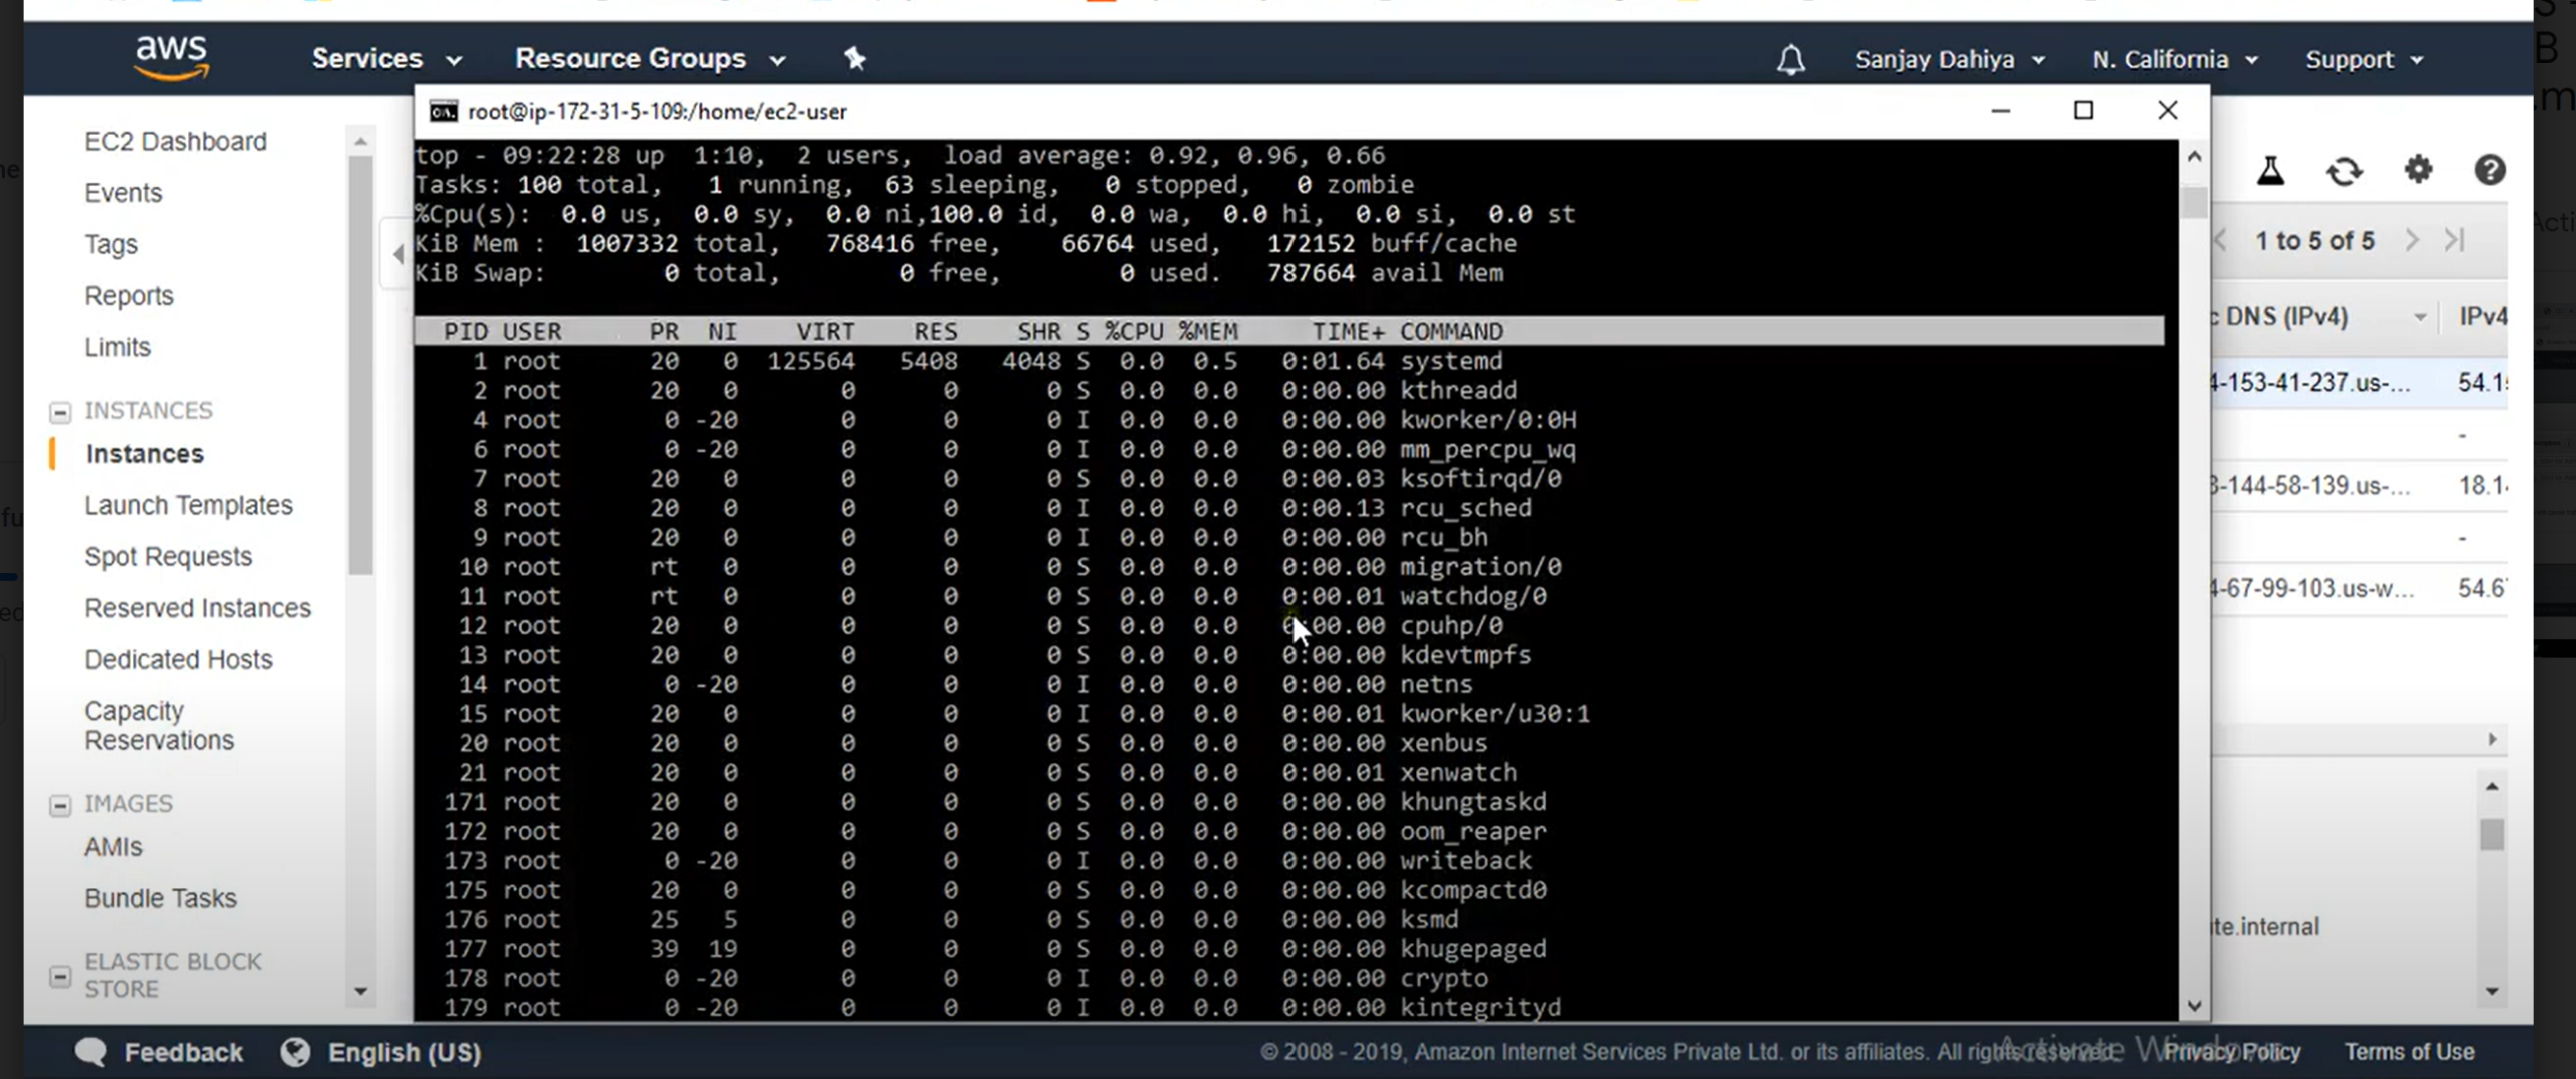 aws Services Resource Groups Sanjay Dahiya N. California Support
root@ip-172-31-5-109:/home/ec2-user
EC2 Dashboard
Events
Tags
Reports
Limits
INSTANCES
Instances
Launch Templates
Spot Requests
Reserved Instances
Dedicated Hosts
Capacity
Reservations
IMAGES
AMIs
Bundle Tasks
ELASTIC BLOCK
STORE
top - 09:22:28 up 1:10, 2 users, load average: 0.92, 0.96, 0.66
Tasks: 100 total, 1 running, 63 sleeping, 0 stopped, 0 zombie
%Cpu(s): 0.0 us, 0.0 sy, 0.0 ni,100.0 id, 0.0 wa, 0.0 hi, 0.0 si, 0.0 st
KiB Mem : 1007332 total, 768416 free, 66764 used, 172152 buff/cache
KiB Swap: 0 total, 0 free, 0 used. 787664 avail Mem
PID USER PR NI VIRT RES SHR S %CPU %MEM TIME+ COMMAND
1 root 20 0 125564 5408 4048 S 0.0 0.5 0:01.64 systemd
2 root 20 0 0 0 0 S 0.0 0.0 0:00.00 kthreadd
4 root 0 -20 0 0 0 I 0.0 0.0 0:00.00 kworker/0:0H
6 root 0 -20 0 0 0 I 0.0 0.0 0:00.00 mm_percpu_wq
7 root 20 0 0 0 0 S 0.0 0.0 0:00.03 ksoftirqd/0
8 root 20 0 0 0 0 I 0.0 0.0 0:00.13 rcu_sched
9 root 20 0 0 0 0 I 0.0 0.0 0:00.00 rcu_bh
10 root rt 0 0 0 0 S 0.0 0.0 0:00.00 migration/0
11 root rt 0 0 0 0 S 0.0 0.0 0:00.01 watchdog/0
12 root 20 0 0 0 0 S 0.0 0.0 0:00.00 cpuhp/0
13 root 20 0 0 0 0 S 0.0 0.0 0:00.00 kdevtmpfs
14 root 0 -20 0 0 0 I 0.0 0.0 0:00.00 netns
15 root 20 0 0 0 0 I 0.0 0.0 0:00.01 kworker/u30:1
20 root 20 0 0 0 0 S 0.0 0.0 0:00.00 xenbus
21 root 20 0 0 0 0 S 0.0 0.0 0:00.01 xenwatch
171 root 20 0 0 0 0 S 0.0 0.0 0:00.00 khungtaskd
172 root 20 0 0 0 0 S 0.0 0.0 0:00.00 oom_reaper
173 root 0 -20 0 0 0 I 0.0 0.0 0:00.00 writeback
175 root 20 0 0 0 0 S 0.0 0.0 0:00.00 kcompactd0
176 root 25 5 0 0 0 S 0.0 0.0 0:00.00 ksmd
177 root 39 19 0 0 0 S 0.0 0.0 0:00.00 khugepaged
178 root 0 -20 0 0 0 I 0.0 0.0 0:00.00 crypto
179 root 0 -20 0 0 0 I 0.0 0.0 0:00.00 kintegrityd
1 to 5 of 5
c DNS (IPv4) IPv4
4-153-41-237.us-... 54.1
-
3-144-58-139.us-... 18.1
-
4-67-99-103.us-w... 54.6
te.internal
Feedback English (US) © 2008 - 2019, Amazon Internet Services Private Ltd. or its affiliates. All rights reserved. Privacy Policy Terms of Use
Activate Windows